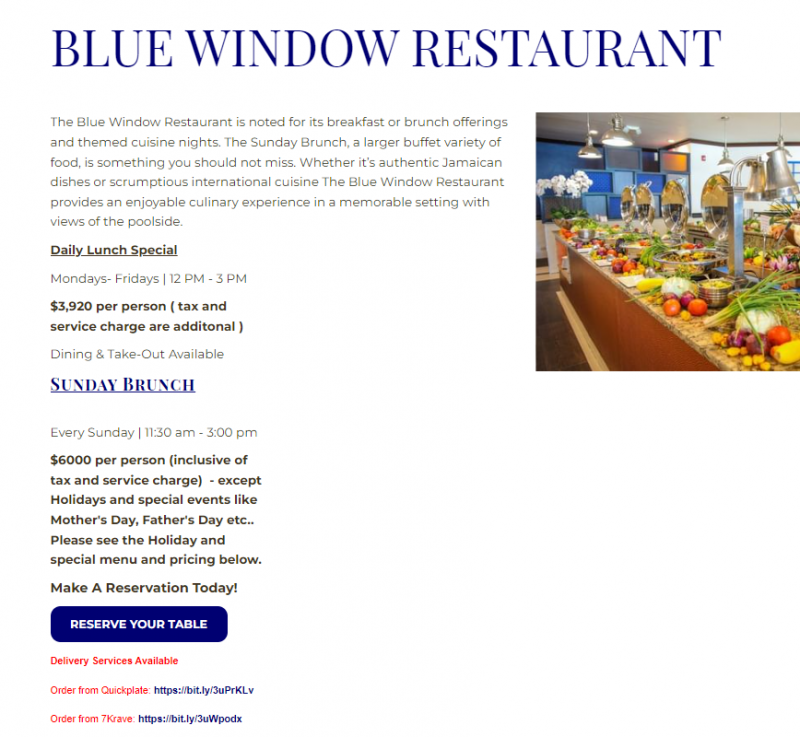 BLUE WINDOW RESTAURANT
The Blue Window Restaurant is noted for its breakfast or brunch offerings
and themed cuisine nights. The Sunday Brunch, a larger buffet variety of
food, is something you should not miss. Whether it's authentic Jamaican
dishes or scrumptious international cuisine The Blue Window Restaurant
provides an enjoyable culinary experience in a memorable setting with
views of the poolside.
Daily Lunch Special
Mondays- Fridays | 12 PM - 3 PM
$3,920 per person ( tax and
service charge are additonal )
Dining & Take-Out Available
Sunday Brunch
Every Sunday | 11:30 am - 3:00 pm
$6000 per person (inclusive of
tax and service charge)  - except
Holidays and special events like
Mother's Day, Father's Day etc..
Please see the Holiday and
special menu and pricing below.
Make A Reservation Today!
RESERVE YOUR TABLE
Delivery Services Available
Order from Quickplate: https://bit.ly/3uPrKLv
Order from 7Krave: https://bit.ly/3uWpodx